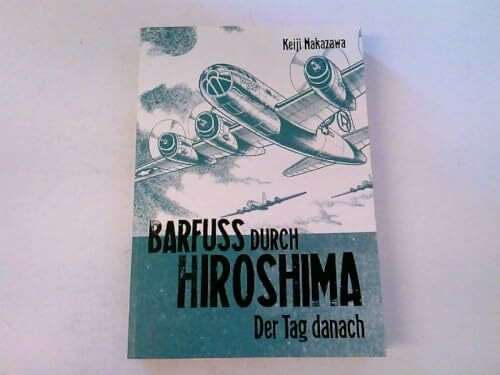 Keiji Nakazawa
BARFUSS DURCH
HIROSHIMA
Der Tag danach